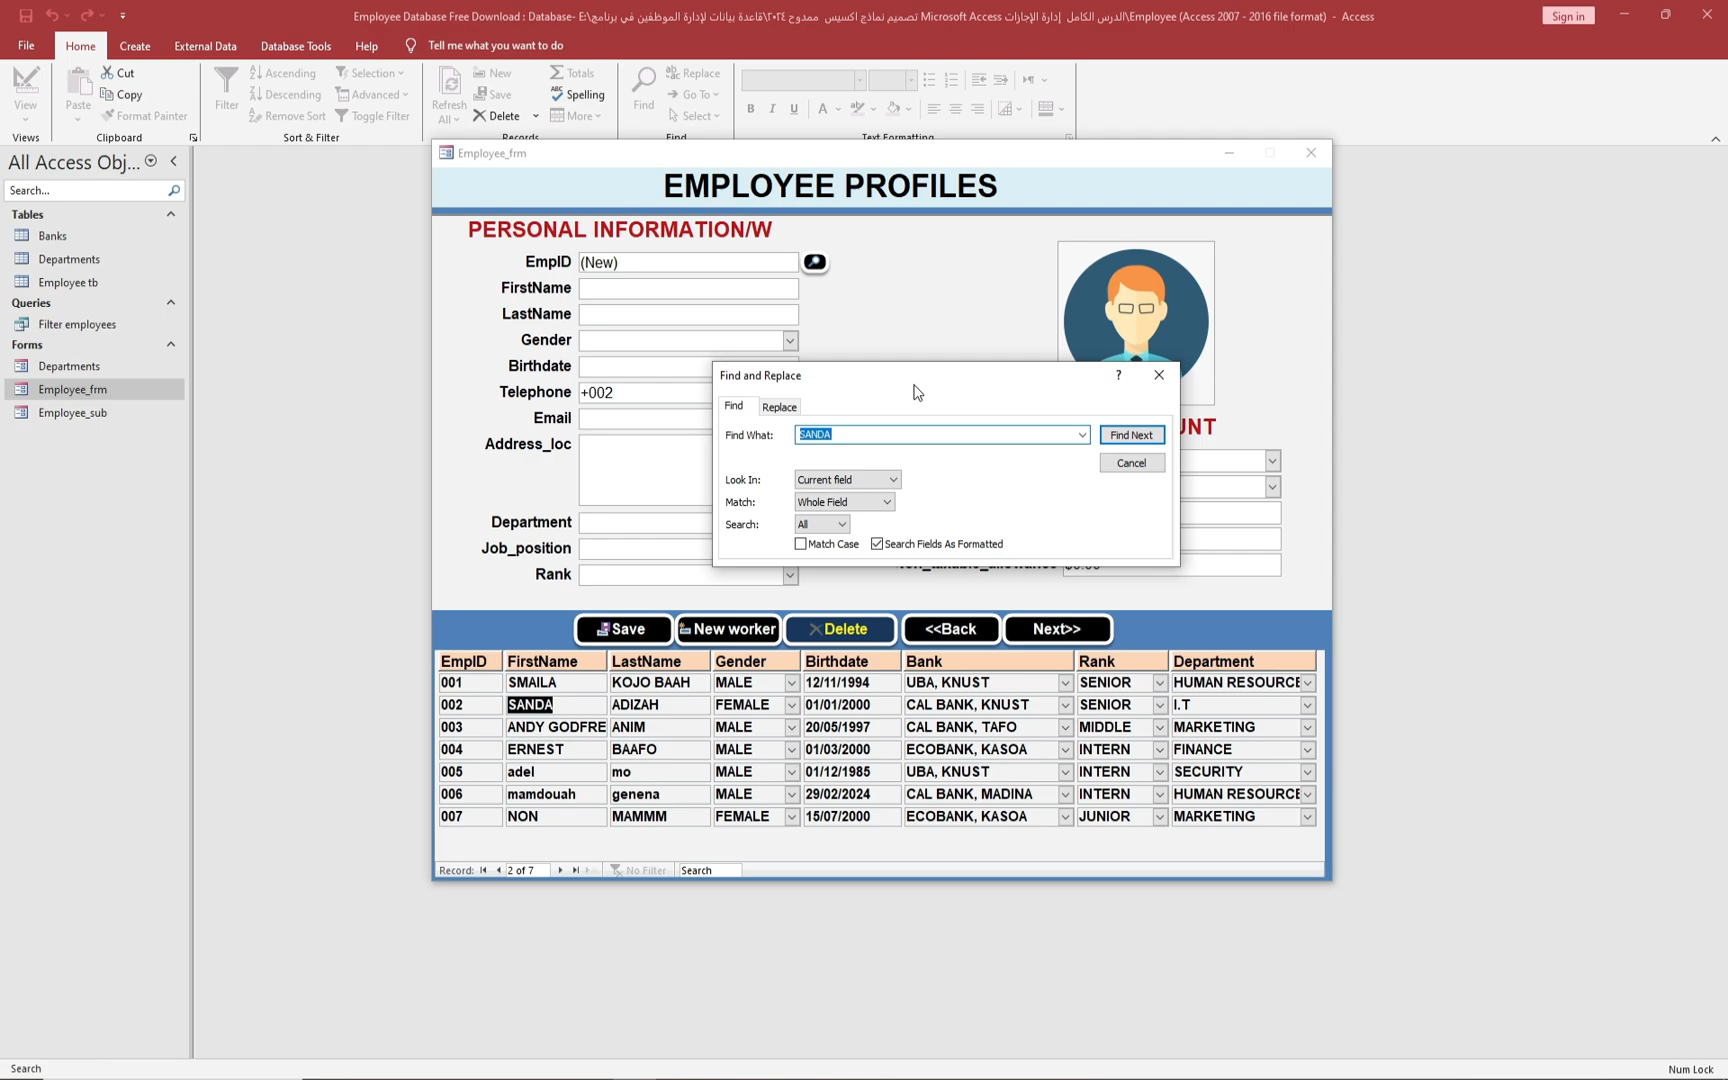 Employee Database Free Download : Database- E:\قاعدة بيانات لإدارة الموظفين في برنامج\٢٠٢٤ تصميم نماذج اكسيس ممدوح Microsoft Access الدرس الكامل | إدارة الإجازات\Employee (Access 2007 - 2016 file format) - Access
Sign in
File Home Create External Data Database Tools Help Tell me what you want to do
View
Views
Paste
Cut
Copy
Format Painter
Clipboard
Filter
Ascending
Descending
Remove Sort
Selection
Advanced
Toggle Filter
Sort & Filter
Refresh All
New
Save
Delete
Totals
Spelling
More
Records
Find
Replace
Go To
Select
Find
B I U A
Text Formatting
All Access Obj...
Search...
Tables
Banks
Departments
Employee tb
Queries
Filter employees
Forms
Departments
Employee_frm
Employee_sub
Employee_frm
EMPLOYEE PROFILES
PERSONAL INFORMATION/W
EmpID (New)
FirstName
LastName
Gender
Birthdate
Telephone +002
Email
Address_loc
Department
Job_position
Rank
UNT
Find and Replace
?
Find Replace
Find What: SANDA Find Next
Cancel
Look In: Current field
Match: Whole Field
Search: All
Match Case Search Fields As Formatted
Save New worker Delete <<Back Next>>
EmpID FirstName LastName Gender Birthdate Bank Rank Department
001 SMAILA KOJO BAAH MALE 12/11/1994 UBA, KNUST SENIOR HUMAN RESOURCE
002 SANDA ADIZAH FEMALE 01/01/2000 CAL BANK, KNUST SENIOR I.T
003 ANDY GODFRE ANIM MALE 20/05/1997 CAL BANK, TAFO MIDDLE MARKETING
004 ERNEST BAAFO MALE 01/03/2000 ECOBANK, KASOA INTERN FINANCE
005 adel mo MALE 01/12/1985 UBA, KNUST INTERN SECURITY
006 mamdouah genena MALE 29/02/2024 CAL BANK, MADINA INTERN HUMAN RESOURCE
007 NON MAMMM FEMALE 15/07/2000 ECOBANK, KASOA JUNIOR MARKETING
Record: 2 of 7 No Filter Search
Search
Num Lock